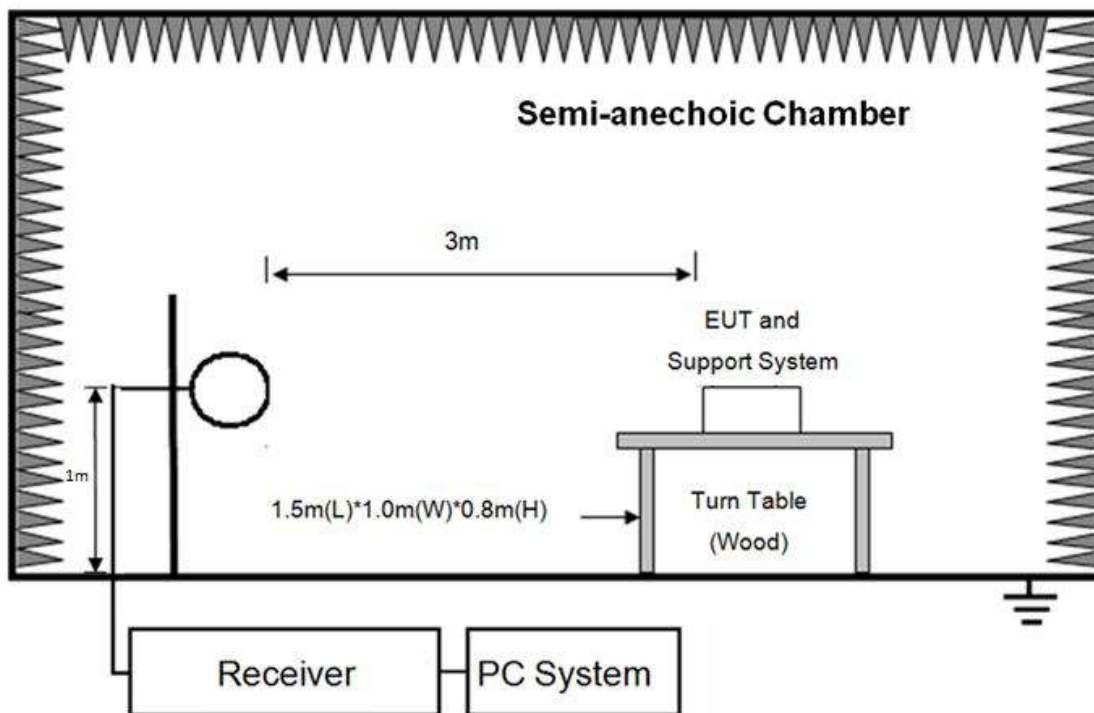 Semi-anechoic Chamber
3m
EUT and
Support System
1m
1.5m(L)*1.0m(W)*0.8m(H)
Turn Table
(Wood)
Receiver
PC System